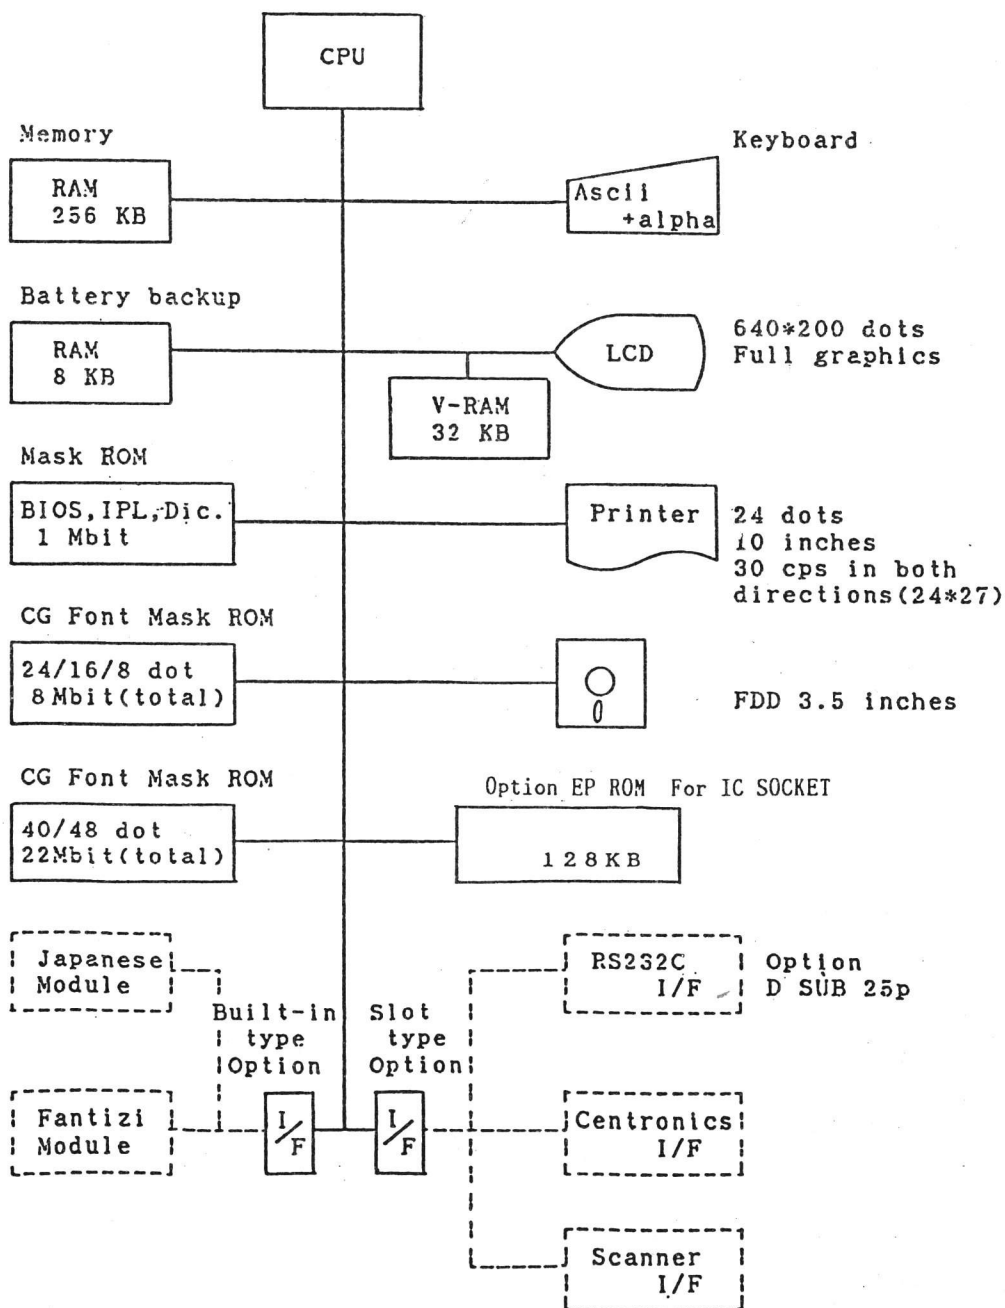 CPU
Memory
RAM
256 KB
Keyboard
Ascii
+alpha
Battery backup
RAM
8 KB
LCD
640*200 dots
Full graphics
V-RAM
32 KB
Mask ROM
BIOS,IPL,Dic.
1 Mbit
Printer
24 dots
10 inches
30 cps in both
directions(24*27)
CG Font Mask ROM
24/16/8 dot
8Mbit(total)
FDD 3.5 inches
CG Font Mask ROM
40/48 dot
22Mbit(total)
Option EP ROM For IC SOCKET
128KB
Japanese
Module
Built-in
type
Option
Slot
type
Option
RS232C
I/F
Option
D SUB 25p
Fantizi
Module
I/F
I/F
Centronics
I/F
Scanner
I/F